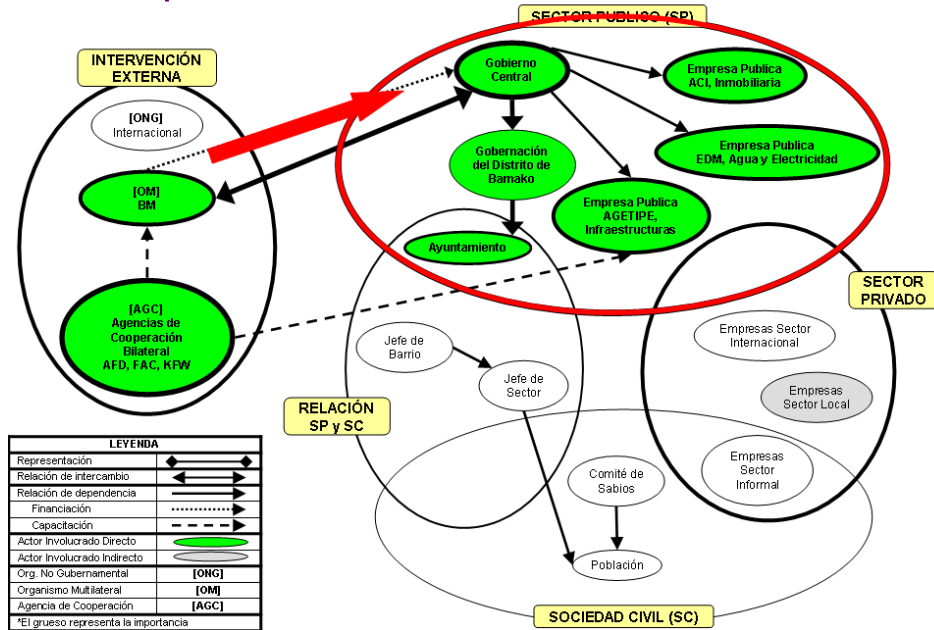 SECTOR PUBLICO (SP)
INTERVENCIÓN
EXTERNA
Gobierno
Central
Empresa Publica
ACI, Inmobiliaria
[ONG]
Internacional
Empresa Publica
EDM, Agua y Electricidad
Gobernación
del Distrito de
Bamako
[OM]
BM
Empresa Publica
AGETIPE,
Infraestructuras
Ayuntamiento
SECTOR
PRIVADO
[AGC]
Agencias de
Cooperación
Bilateral
AFD, FAC, KFW
Jefe de
Barrio
Empresas Sector
Internacional
Jefe de
Sector
Empresas
Sector Local
RELACIÓN
SP y SC
Empresas
Sector
Informal
Comité de
Sabios
Población
SOCIEDAD CIVIL (SC)
LEYENDA
Representación
Relación de intercambio
Relación de dependencia
Financiación
Capacitación
Actor Involucrado Directo
Actor Involucrado Indirecto
Org. No Gubernamental [ONG]
Organismo Multilateral [OM]
Agencia de Cooperación [AGC]
*El grueso representa la importancia